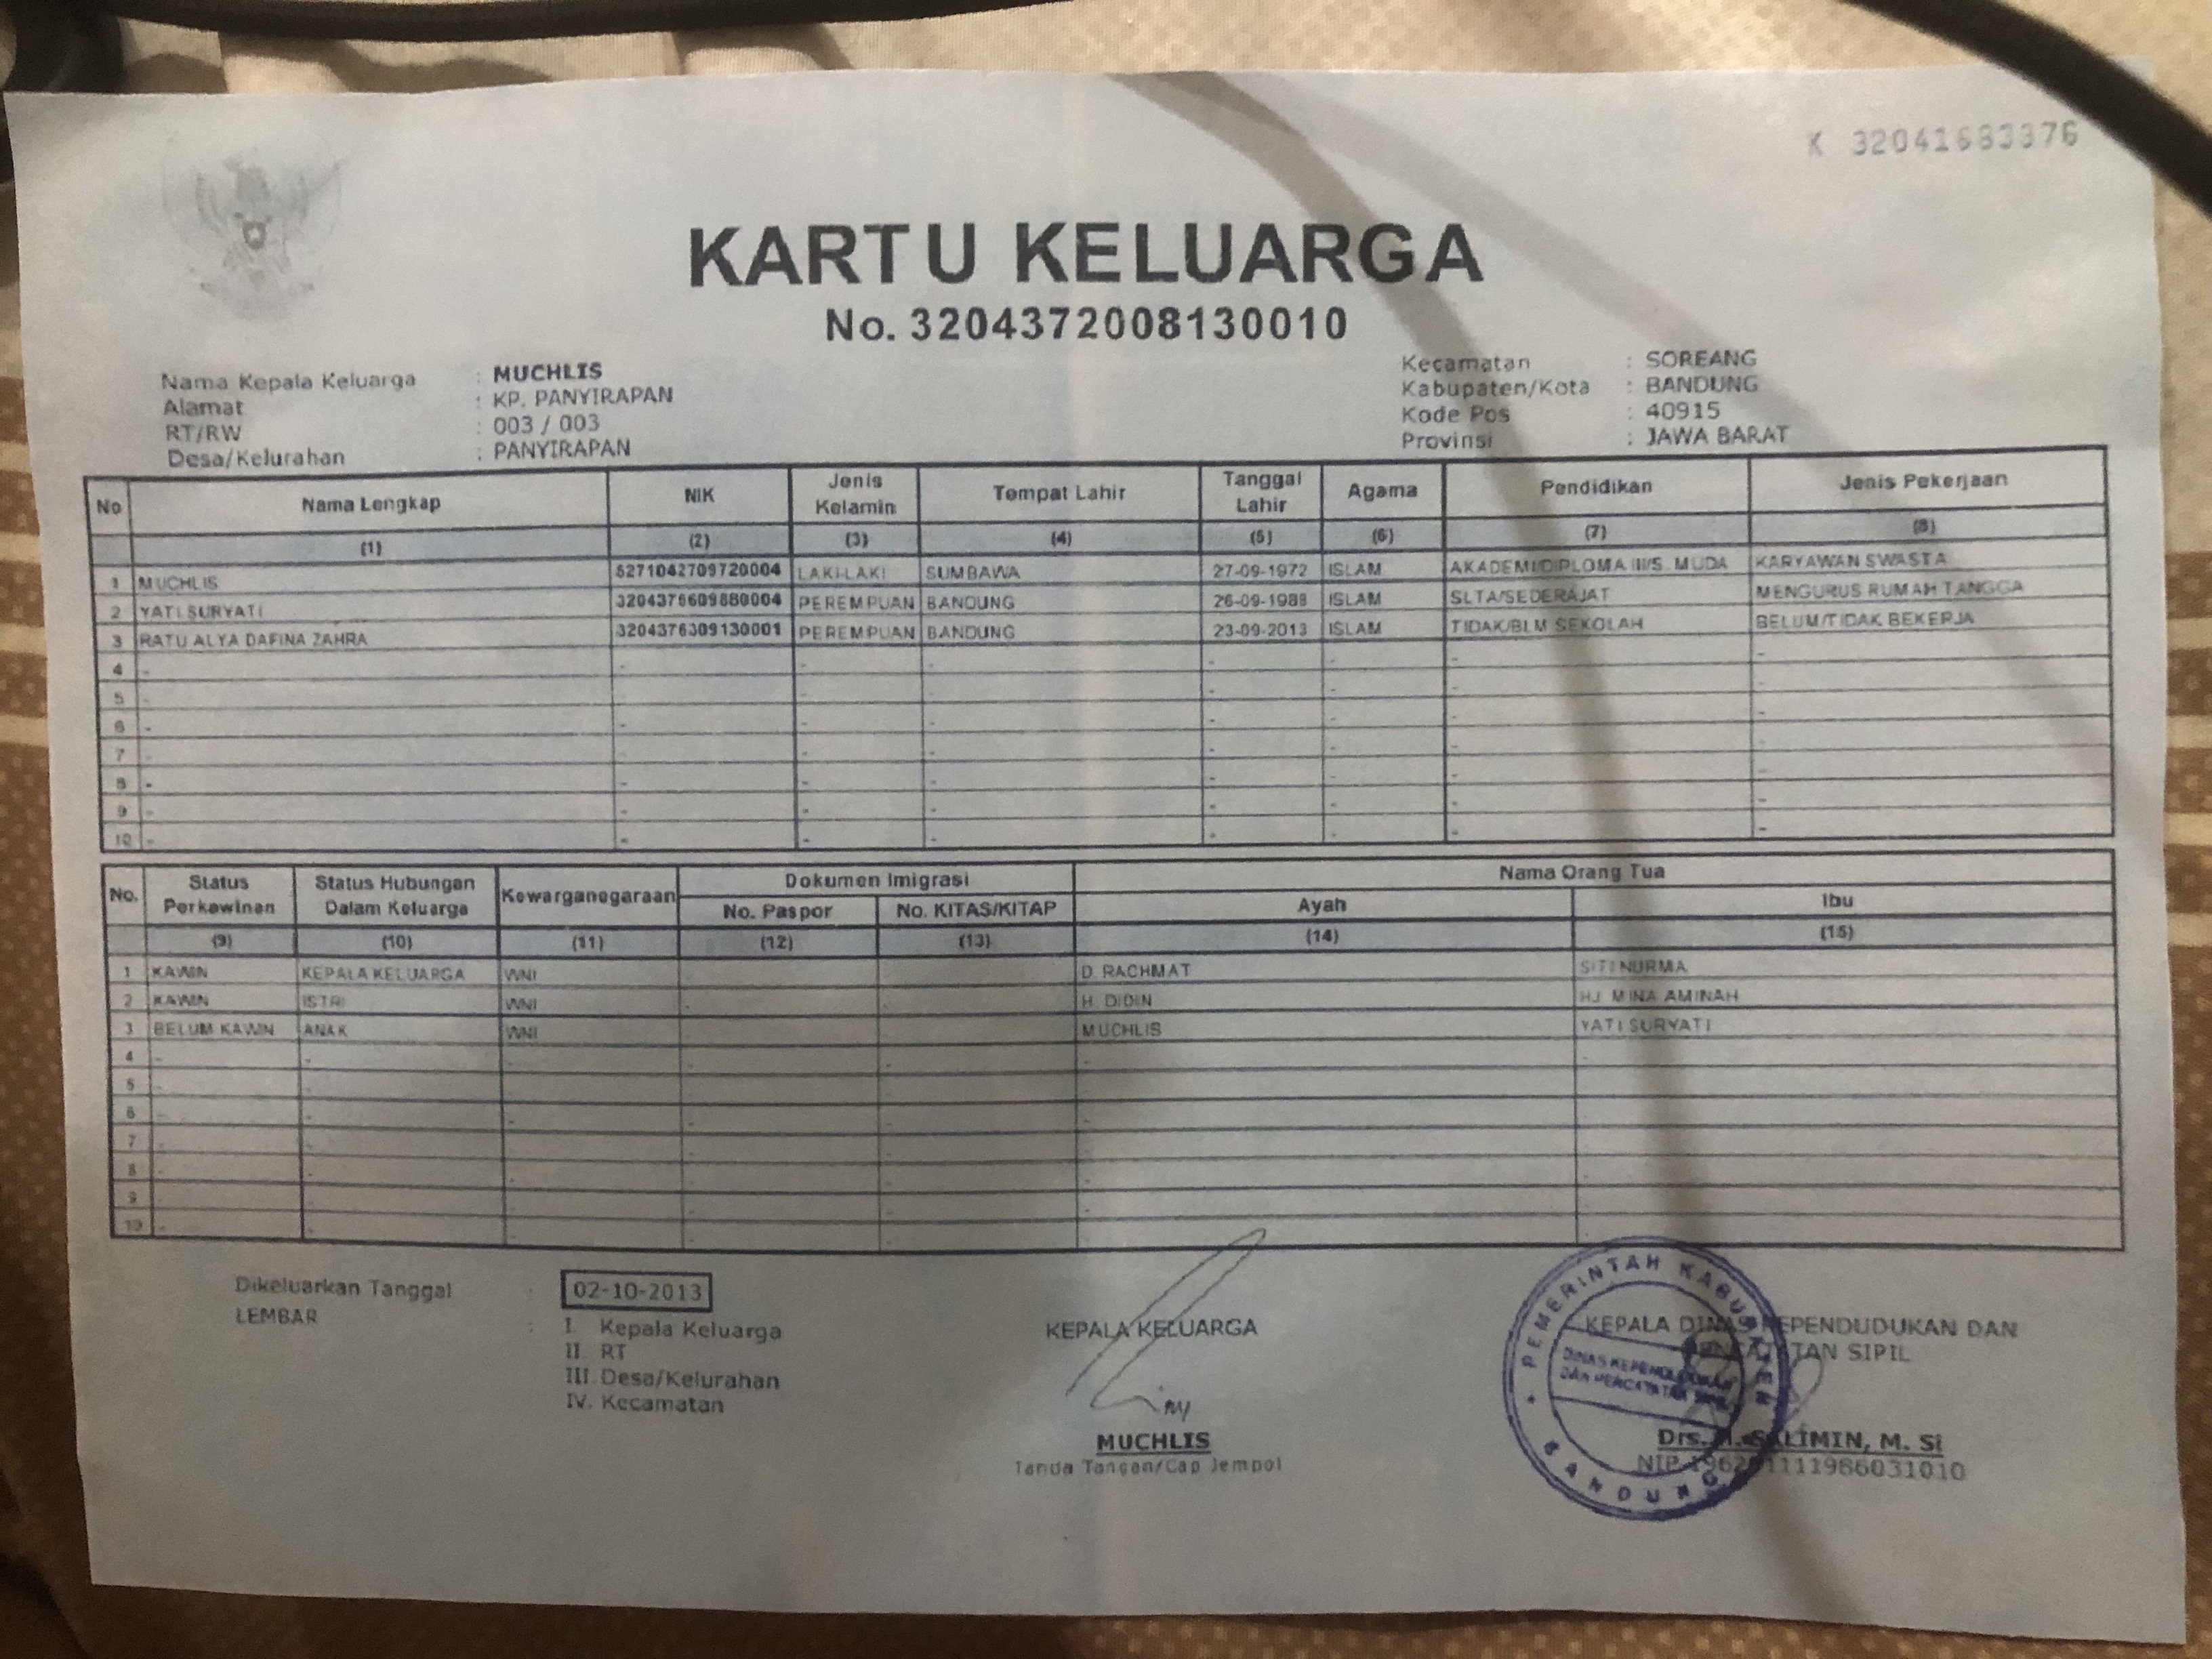 K 32041683376
KARTU KELUARGA
No. 3204372008130010
Nama Kepala Keluarga : MUCHLIS
Alamat : KP. PANYIRAPAN
RT/RW : 003 / 003
Desa/Kelurahan : PANYIRAPAN
Kecamatan : SOREANG
Kabupaten/Kota : BANDUNG
Kode Pos : 40915
Provinsi : JAWA BARAT
No Nama Lengkap NIK Jenis Kelamin Tempat Lahir Tanggal Lahir Agama Pendidikan Jenis Pekerjaan
(1) (2) (3) (4) (5) (6) (7) (8)
1 MUCHLIS 5271042709720004 LAKI-LAKI SUMBAWA 27-09-1972 ISLAM AKADEMI/DIPLOMA III/S. MUDA KARYAWAN SWASTA
2 YATI SURYATI 3204376609880004 PEREMPUAN BANDUNG 26-09-1988 ISLAM SLTA/SEDERAJAT MENGURUS RUMAH TANGGA
3 RATU ALYA DAFINA ZAHRA 3204376309130001 PEREMPUAN BANDUNG 23-09-2013 ISLAM TIDAK/BLM SEKOLAH BELUM/TIDAK BEKERJA
4 - - - - - - - -
5 - - - - - - - -
6 - - - - - - - -
7 - - - - - - - -
8 - - - - - - - -
9 - - - - - - - -
10 - - - - - - - -
No. Status Perkawinan Status Hubungan Dalam Keluarga Kewarganegaraan Dokumen Imigrasi Nama Orang Tua
No. Paspor No. KITAS/KITAP Ayah Ibu
(9) (10) (11) (12) (13) (14) (15)
1 KAWIN KEPALA KELUARGA WNI - - D. RACHMAT SITI NURMA
2 KAWIN ISTRI WNI - - H. DIDIN HJ. MINA AMINAH
3 BELUM KAWIN ANAK WNI - - MUCHLIS YATI SURYATI
4 - - - - - - -
5 - - - - - - -
6 - - - - - - -
7 - - - - - - -
8 - - - - - - -
9 - - - - - - -
10 - - - - - - -
Dikeluarkan Tanggal : 02-10-2013
LEMBAR : I. Kepala Keluarga
II. RT
III. Desa/Kelurahan
IV. Kecamatan
KEPALA KELUARGA
MUCHLIS
Tanda Tangan/Cap Jempol
KEPALA DINAS KEPENDUDUKAN DAN
PENCATATAN SIPIL
Drs. SALIMIN, M. Si
NIP
PEMERINTAH KABUPATEN
DINAS KEPENDUDUKAN
DAN PENCATATAN SIPIL
BANDUNG